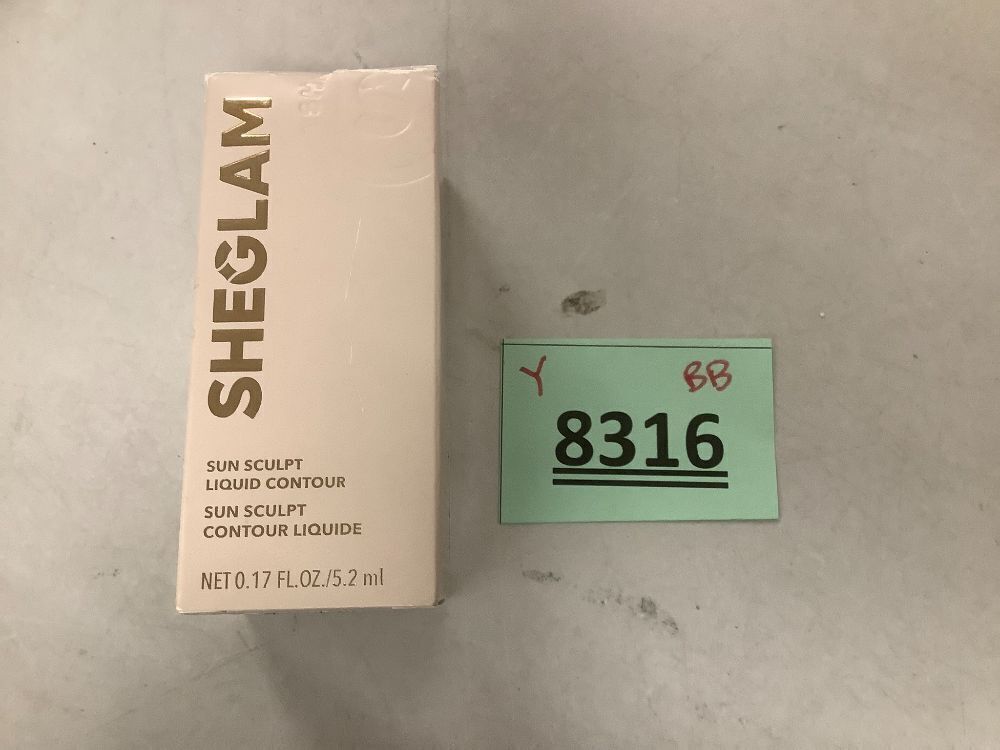 SHEGLAM
SUN SCULPT
LIQUID CONTOUR
SUN SCULPT
CONTOUR LIQUIDE
NET 0.17 FL.OZ./5.2 ml
Y BB
8316